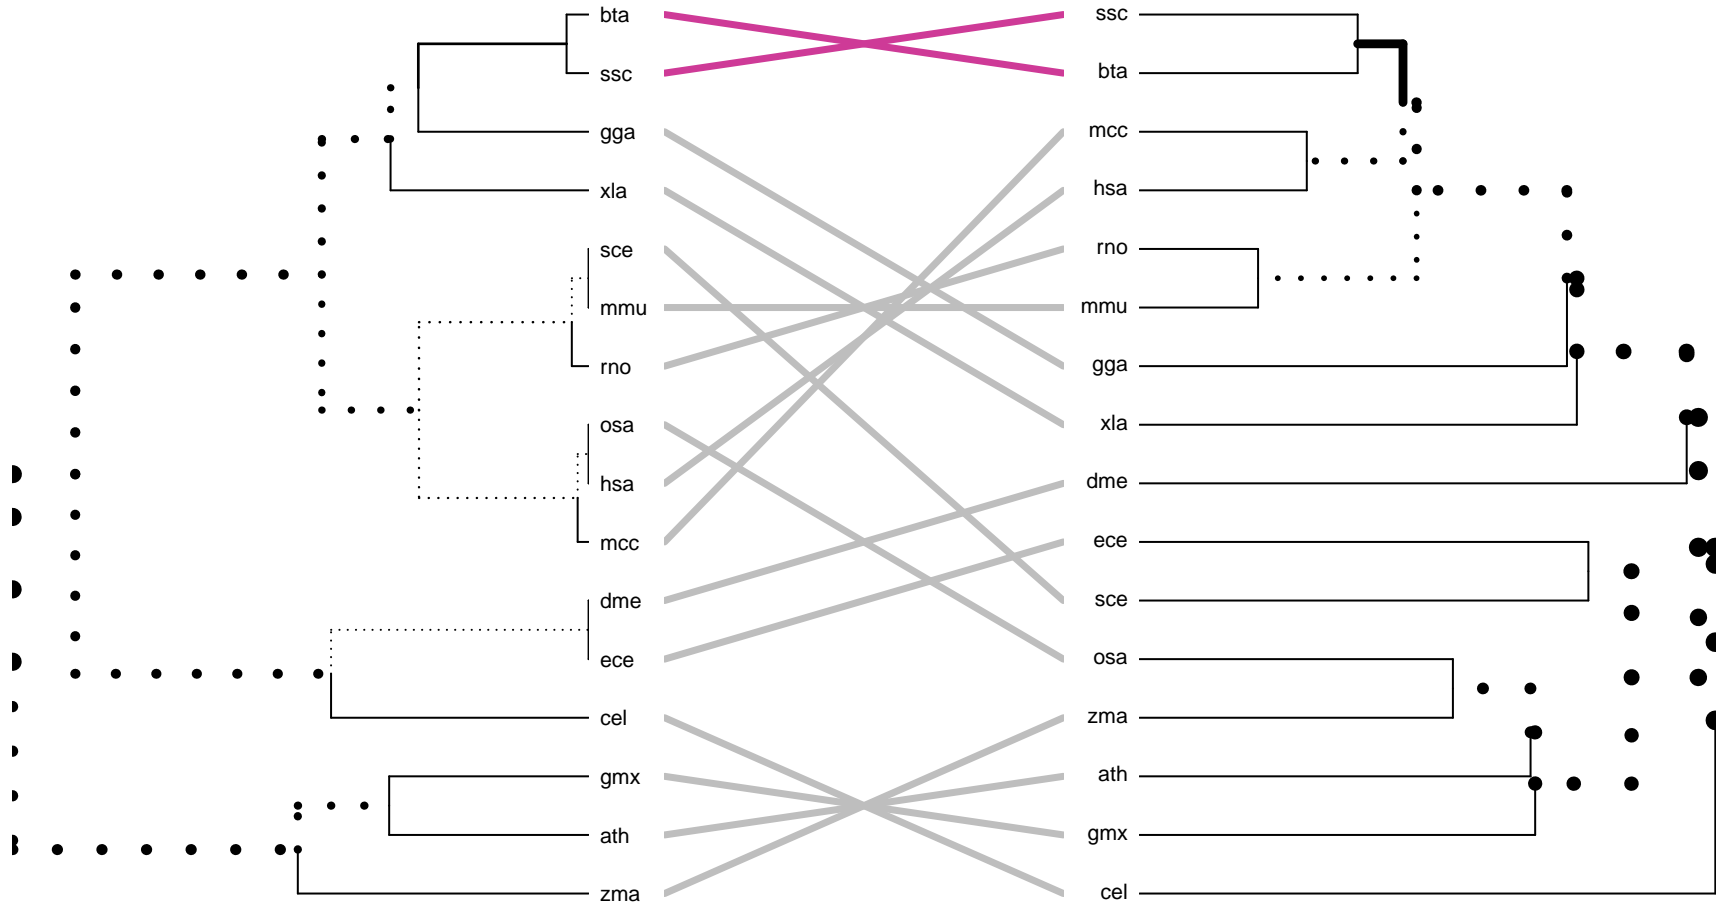 bta
ssc
gga
xla
sce
mmu
rno
osa
hsa
mcc
dme
ece
cel
gmx
ath
zma
ssc
bta
mcc
hsa
rno
mmu
gga
xla
dme
ece
sce
osa
zma
ath
gmx
cel